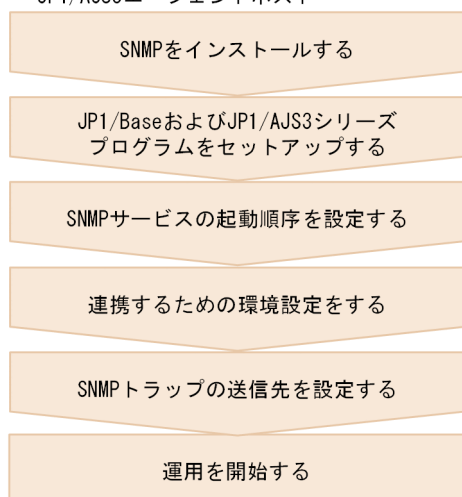 SNMPをインストールする
JP1/BaseおよびJP1/AJS3シリーズ
プログラムをセットアップする
SNMPサービスの起動順序を設定する
連携するための環境設定をする
SNMPトラップの送信先を設定する
運用を開始する